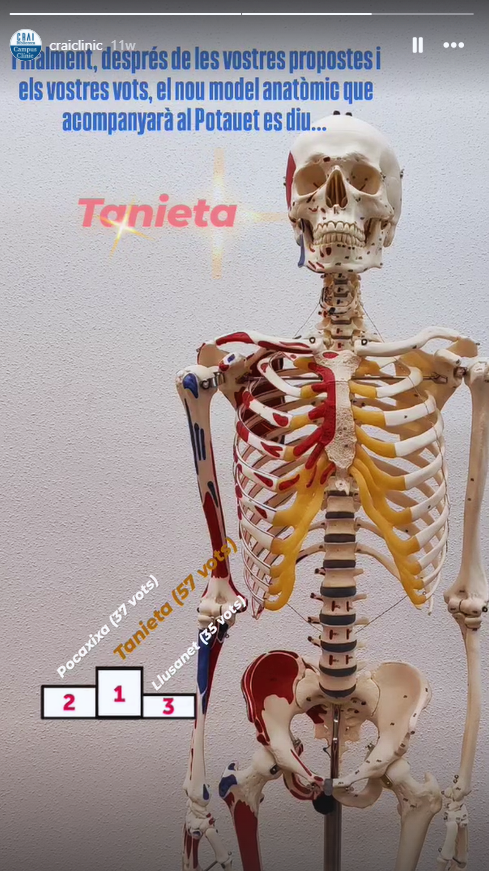 CRAI
Campus
Clínic
craiclinic 11w
Finalment, després de les vostres propostes i
els vostres vots, el nou model anatòmic que
acompanyarà al Potauet es diu...
Tanieta
Pocaxixa (37 vots)
Tanieta (57 vots)
Llusanet (35 vots)
2
1
3